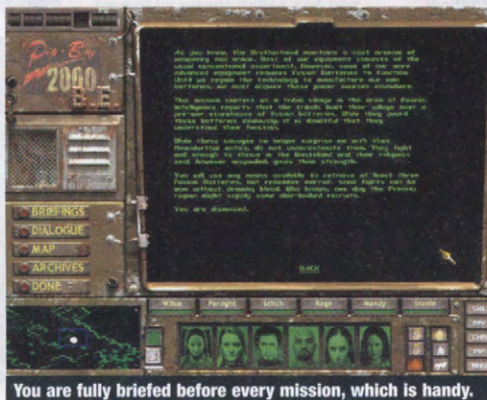 Pip-Boy
2000
As you know, the Brotherhood maintains a vast arsenal of
weaponry and armor. Most of our equipment consists of the
usual conventional assortment. However, some of our more
advanced equipment requires Fusion Batteries to function.
Until we regain the technology to manufacture our own
batteries, we must acquire these power sources elsewhere.
This mission centers on a tribal village in the area of Peoria.
Intelligence reports that the tribals built their village over a
pre-war storehouse of fusion batteries. While they guard
these batteries zealously, it is doubtful that they
understand their function.
While these savages no longer surprise me with their
Neanderthal antics, do not underestimate them. They fight
well enough to thrive in the Wasteland and their religious
zeal, however misguided, gives them strength.
You will use any means available to retrieve at least three
Fusion Batteries, but remember warrior, some fights can be
won without drawing blood. Who knows, one day the Preoria
region might supply some able-bodied recruits.
You are dismissed.
BRIEFINGS
DIALOGUE
MAP
ARCHIVES
DONE
Farsight
Stitch
Rage
Mandy
Steele
You are fully briefed before every mission, which is handy.